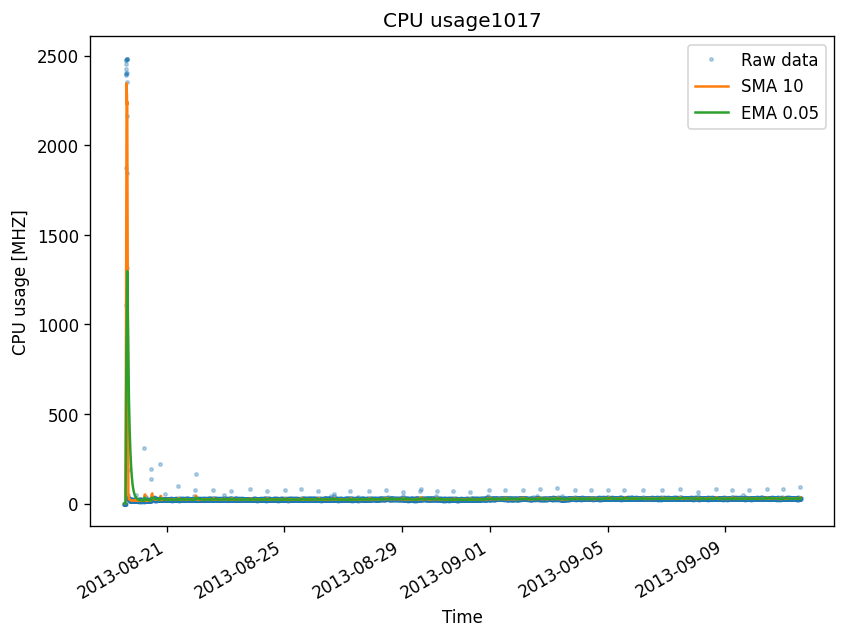 CPU usage1017
Raw data
SMA 10
EMA 0.05
CPU usage [MHZ]
2500
2000
1500
1000
500
0
2013-08-21
2013-08-25
2013-08-29
2013-09-01
2013-09-05
2013-09-09
Time